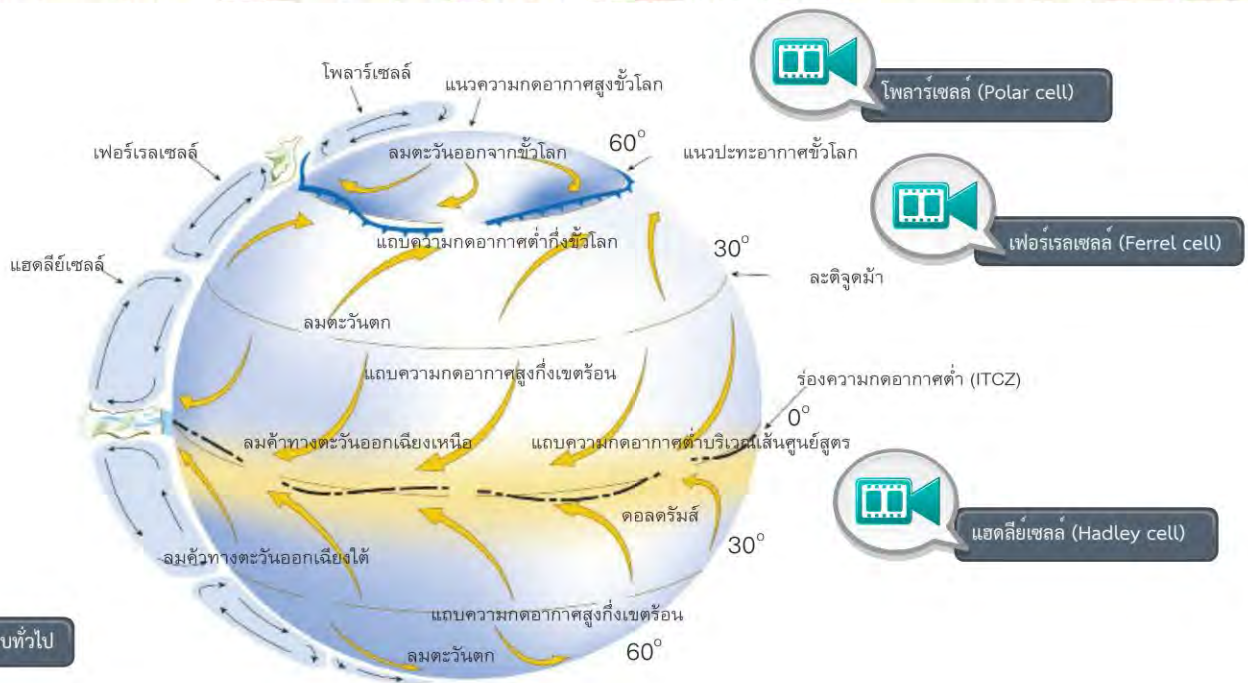 โพลาร์เซลล์
แนวความกดอากาศสูงขั้วโลก
โพลาร์เซลล์ (Polar cell)
เฟอร์เรลเซลล์
ลมตะวันออกจากขั้วโลก
60°
แนวปะทะอากาศขั้วโลก
แถบความกดอากาศต่ำกึ่งขั้วโลก
30°
เฟอร์เรลเซลล์ (Ferrel cell)
แฮดลีย์เซลล์
ละติจูดม้า
ลมตะวันตก
แถบความกดอากาศสูงกึ่งเขตร้อน
ร่องความกดอากาศต่ำ (ITCZ)
0°
ลมค้าทางตะวันออกเฉียงเหนือ
แถบความกดอากาศต่ำบริเวณเส้นศูนย์สูตร
ดอลดรัมส์
30°
แฮดลีย์เซลล์ (Hadley cell)
ลมค้าทางตะวันออกเฉียงใต้
แถบความกดอากาศสูงกึ่งเขตร้อน
บทั่วไป
ลมตะวันตก
60°